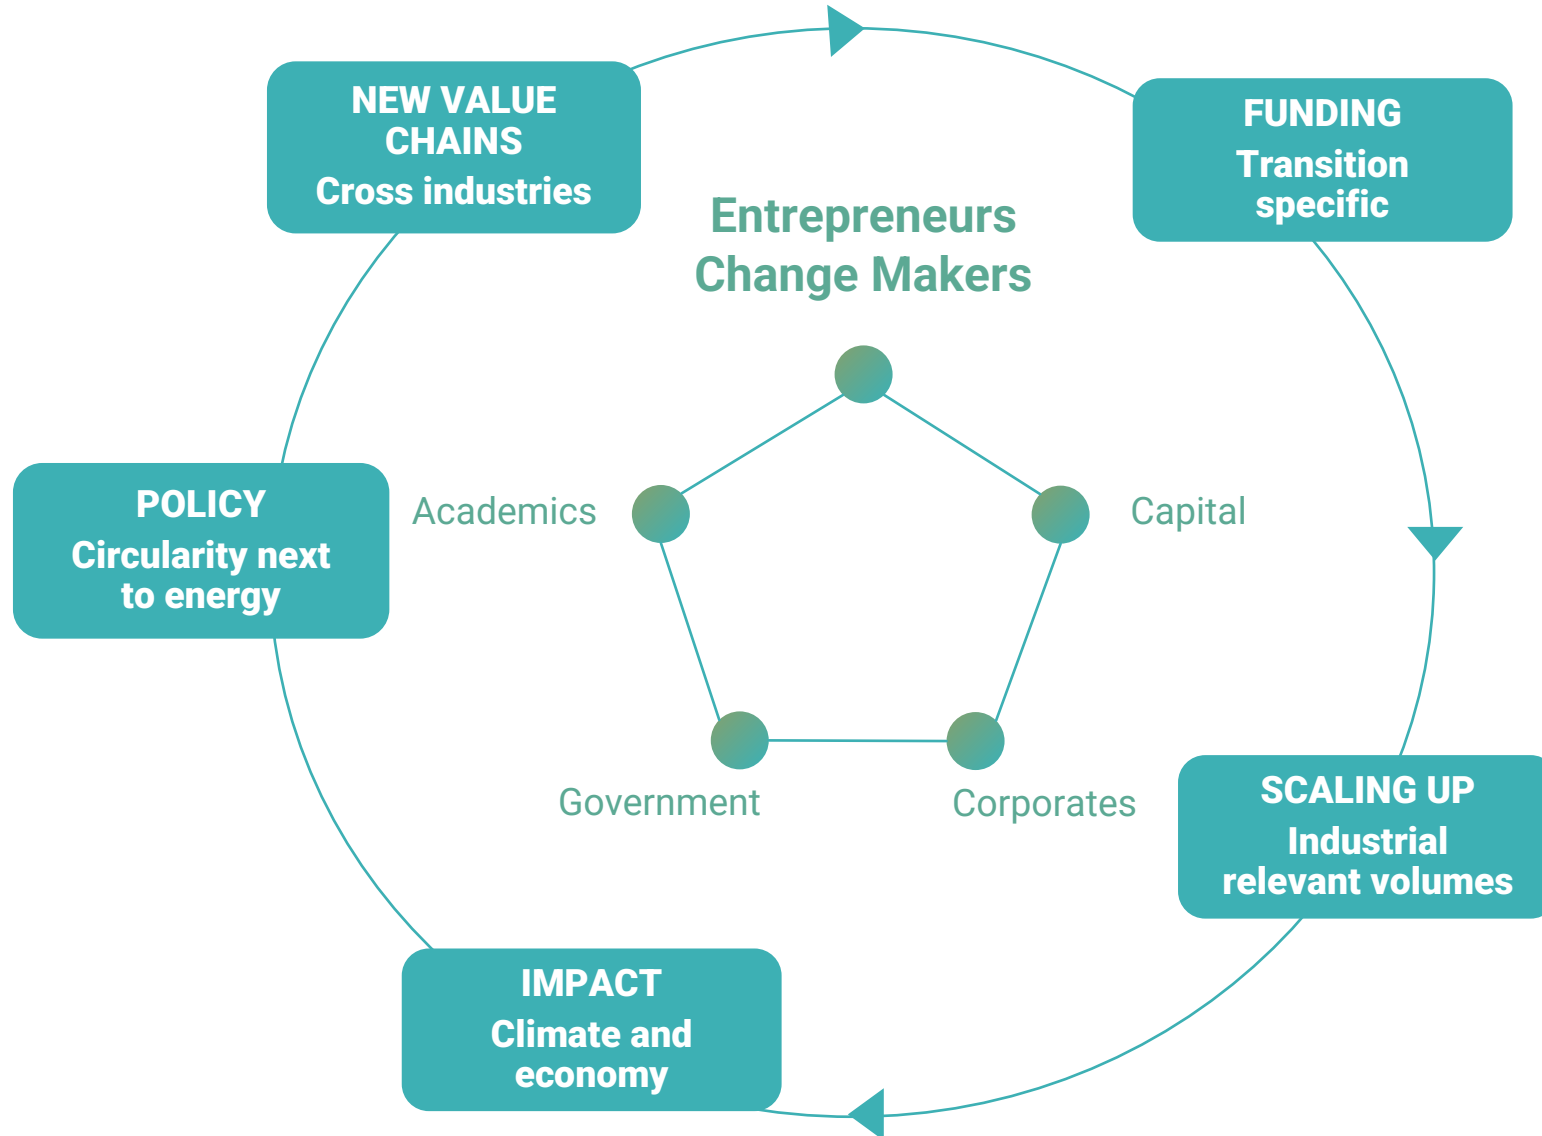 NEW VALUE
CHAINS
Cross industries
FUNDING
Transition
specific
Entrepreneurs
Change Makers
POLICY
Circularity next
to energy
Academics
Capital
Government
Corporates
SCALING UP
Industrial
relevant volumes
IMPACT
Climate and
economy